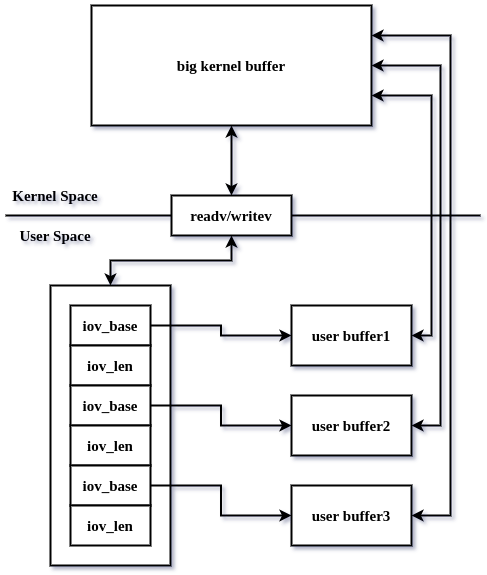 big kernel buffer
Kernel Space
readv/writev
User Space
iov_base
user buffer1
iov_len
iov_base
user buffer2
iov_len
iov_base
user buffer3
iov_len